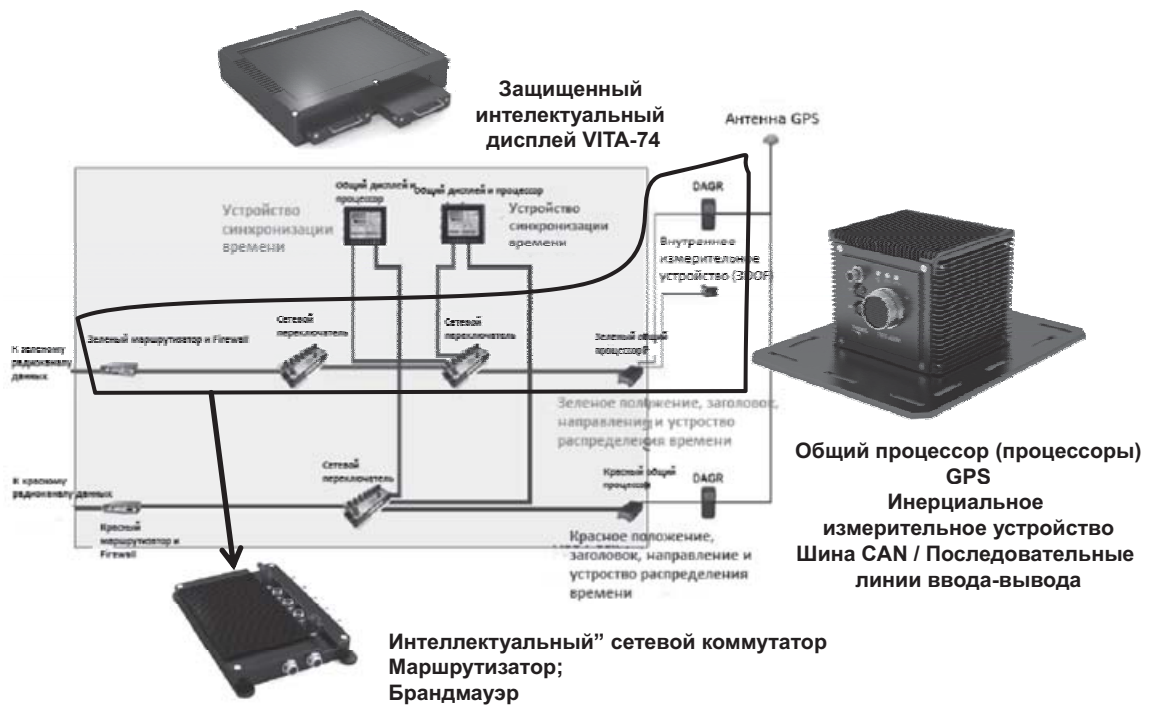 Защищенный
интелектуальный
дисплей VITA-74
Антенна GPS
Общий дисплей и
процессор
Общий дисплей и процессор
Устройство
синхронизации
времени
Устройство
синхронизации
времени
DAGR
Внутреннее
измерительное
устройство (3DOF)
Зеленый маршрутизатор и Firewall
Сетевой
переключатель
Сетевой
переключатель
Зеленый общий
процессор
К зеленому
радиоканалу
данных
Зеленое положение, заголовок,
направление и устроство
распределения времени
К красному
радиоканалу данных
Сетевой
переключатель
Красный общий
процессор
DAGR
Красный
маршрутизатор и
Firewall
Красное положение,
заголовок, направление и
устроство распределения
времени
Общий процессор (процессоры)
GPS
Инерциальное
измерительное устройство
Шина CAN / Последовательные
линии ввода-вывода
Интеллектуальный” сетевой коммутатор
Маршрутизатор;
Брандмауэр